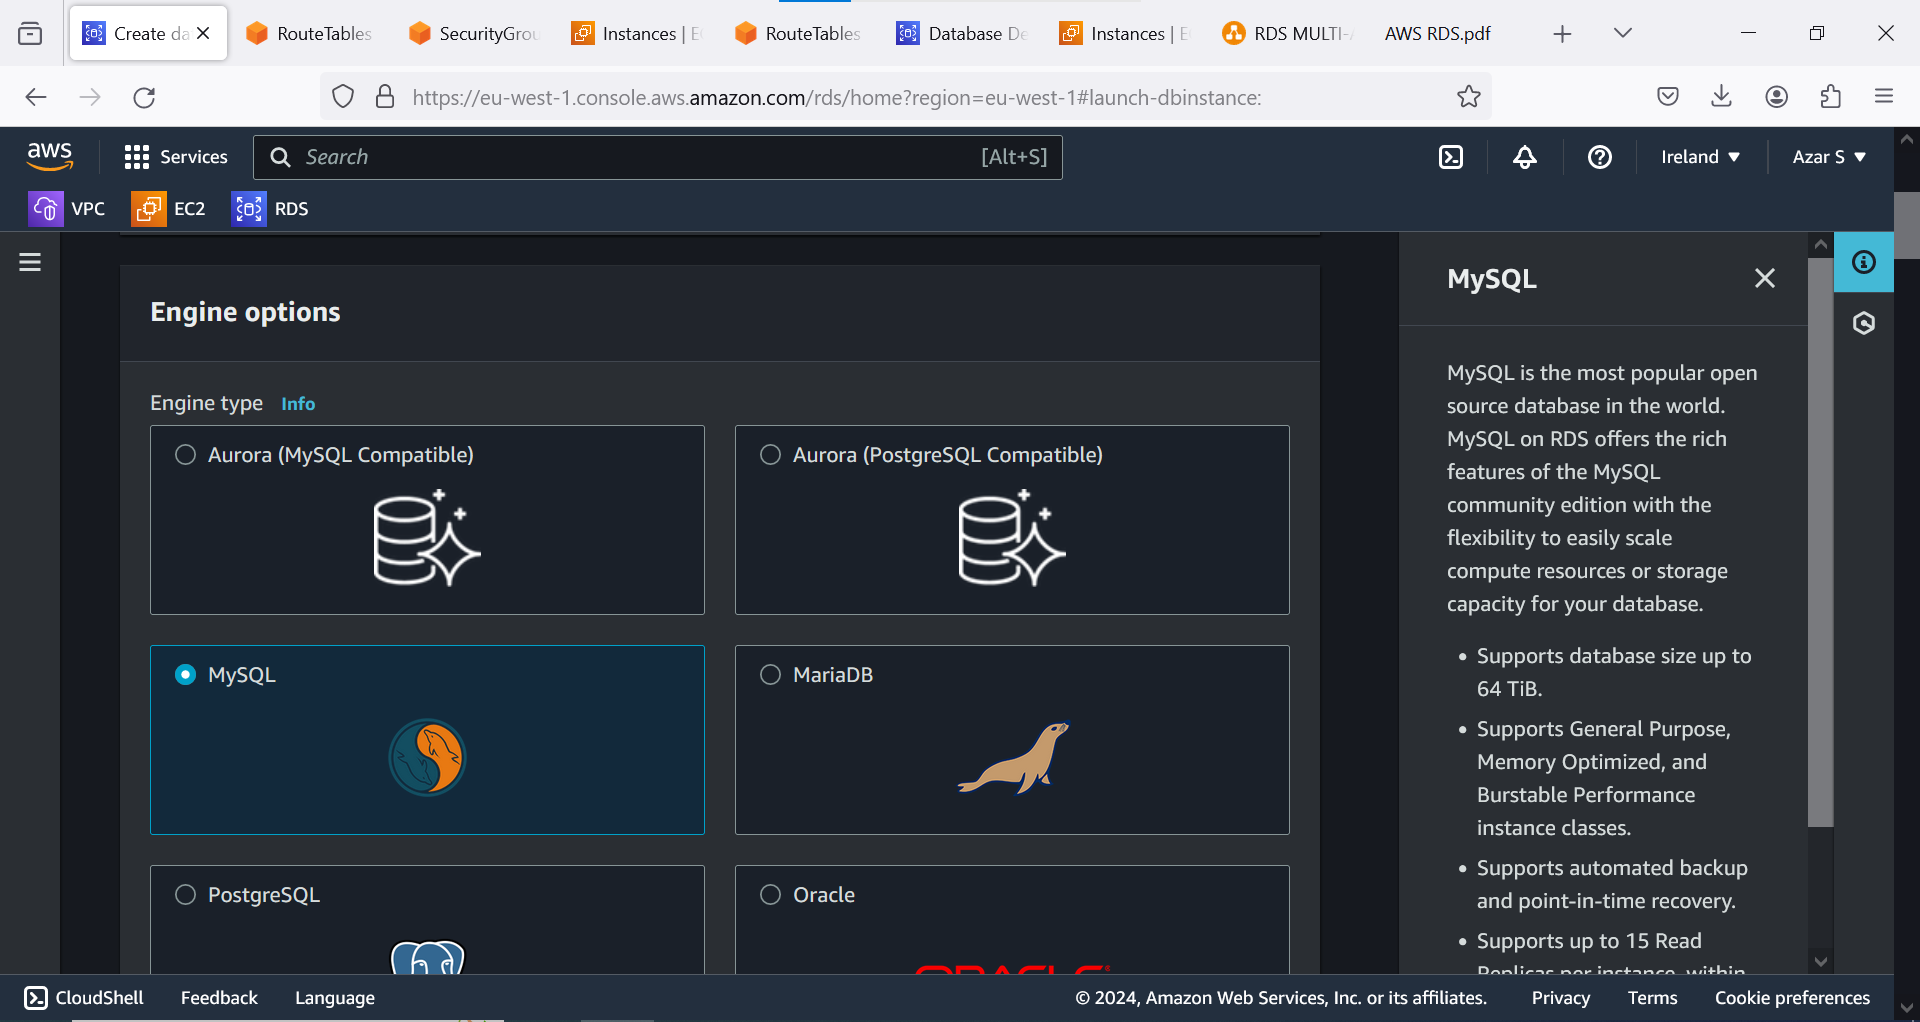 Create da
RouteTables
SecurityGrou
Instances | E
RouteTables
Database De
Instances | E
RDS MULTI-
AWS RDS.pdf
https://eu-west-1.console.aws.amazon.com/rds/home?region=eu-west-1#launch-dbinstance:
aws
Services
Search
[Alt+S]
Ireland
Azar S
VPC
EC2
RDS
Engine options
Engine type Info
Aurora (MySQL Compatible)
Aurora (PostgreSQL Compatible)
MySQL
MariaDB
PostgreSQL
Oracle
ORACLE
MySQL
MySQL is the most popular open
source database in the world.
MySQL on RDS offers the rich
features of the MySQL
community edition with the
flexibility to easily scale
compute resources or storage
capacity for your database.
• Supports database size up to
64 TiB.
• Supports General Purpose,
Memory Optimized, and
Burstable Performance
instance classes.
• Supports automated backup
and point-in-time recovery.
• Supports up to 15 Read
Replicas per instance, within
CloudShell
Feedback
Language
© 2024, Amazon Web Services, Inc. or its affiliates.
Privacy
Terms
Cookie preferences